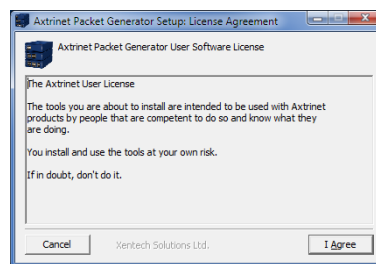 Axtrinet Packet Generator Setup: License Agreement
Axtrinet Packet Generator User Software License
The Axtrinet User License
The tools you are about to install are intended to be used with Axtrinet
products by people that are competent to do so and know what they
are doing.
You install and use the tools at your own risk.
If in doubt, don't do it.
Cancel
Xentech Solutions Ltd.
I Agree